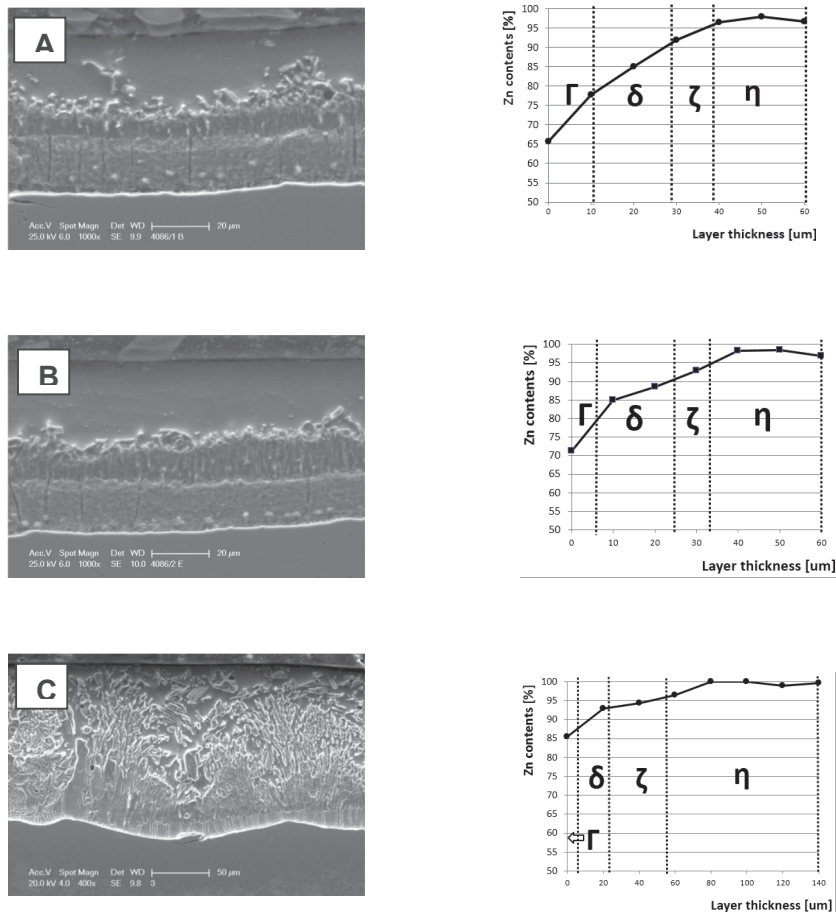 A
Acc.V Spot Magn Det WD 20 µm
25.0 kV 6.0 1000x SE 9.9 4086/1 B
Zn contents [%]
100
95
90
85
80
75
70
65
60
55
50
Γ δ ζ η
0 10 20 30 40 50 60
Layer thickness [um]
B
Acc.V Spot Magn Det WD 20 µm
25.0 kV 6.0 1000x SE 10.0 4086/2 E
Zn contents [%]
100
95
90
85
80
75
70
65
60
55
50
Γ δ ζ η
0 10 20 30 40 50 60
Layer thickness [um]
C
Acc.V Spot Magn Det WD 50 µm
20.0 kV 4.0 400x SE 9.8 3
Zn contents [%]
100
95
90
85
80
75
70
65
60
55
50
δ ζ η
Γ
0 20 40 60 80 100 120 140
Layer thickness [um]